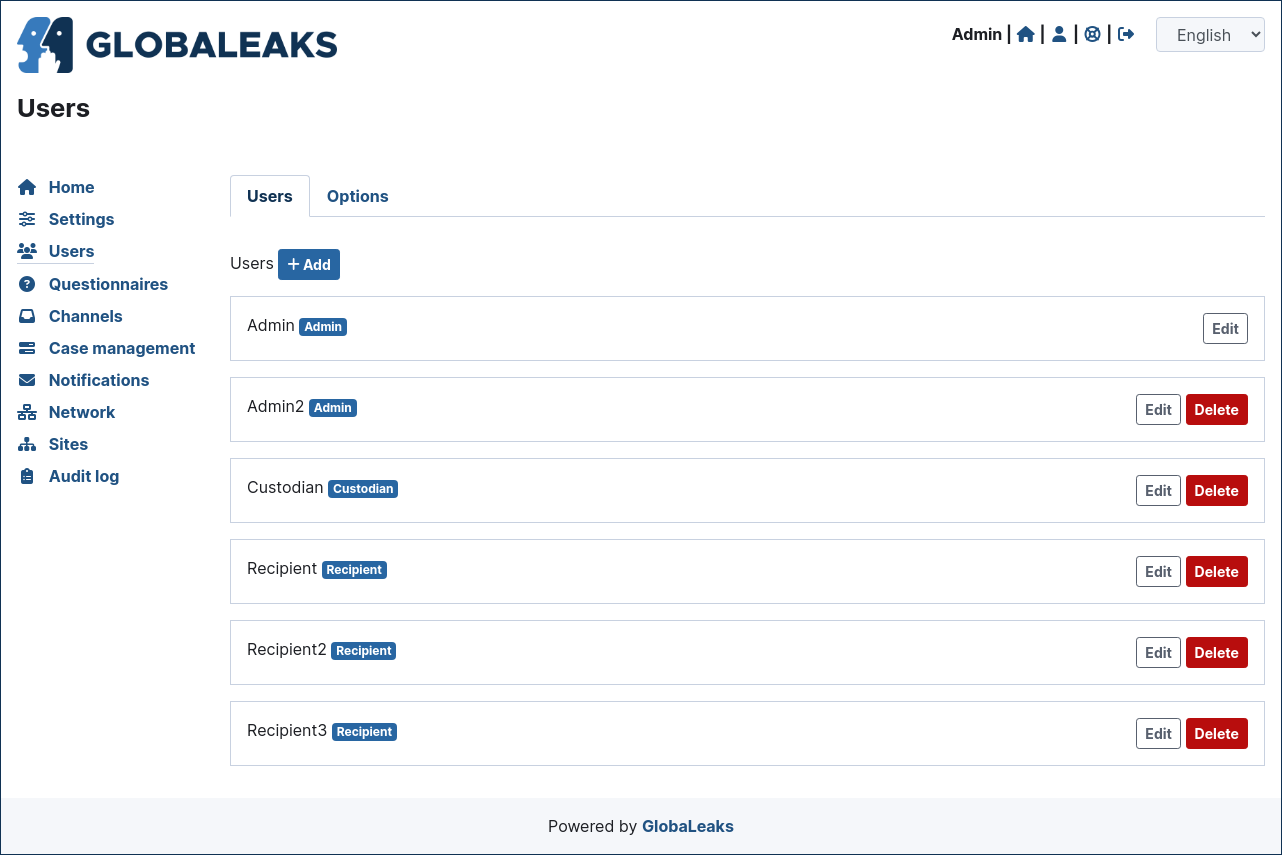 GLOBALEAKS
Admin | | | |
English
Users
Home
Settings
Users
Questionnaires
Channels
Case management
Notifications
Network
Sites
Audit log
Users Options
Users + Add
Admin Admin Edit
Admin2 Admin Edit Delete
Custodian Custodian Edit Delete
Recipient Recipient Edit Delete
Recipient2 Recipient Edit Delete
Recipient3 Recipient Edit Delete
Powered by GlobaLeaks